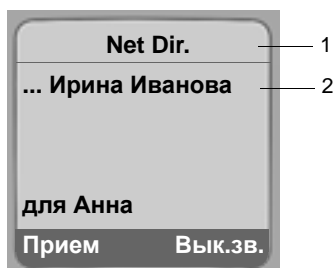 Net Dir. 1
... Ирина Иванова 2
для Анна
Прием Вык.зв.